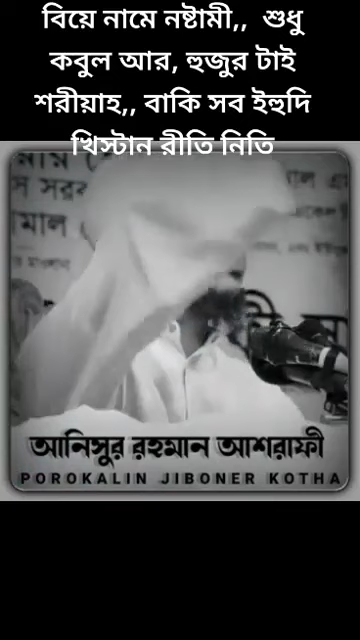 বিয়ে নামে নষ্টামী,,  শুধু
কবুল আর, হুজুর টাই
শরীয়াহ,, বাকি সব ইহুদি
খিস্টান রীতি নিতি
আনিসুর রহমান আশরাফী
POROKALIN JIBONER KOTHA